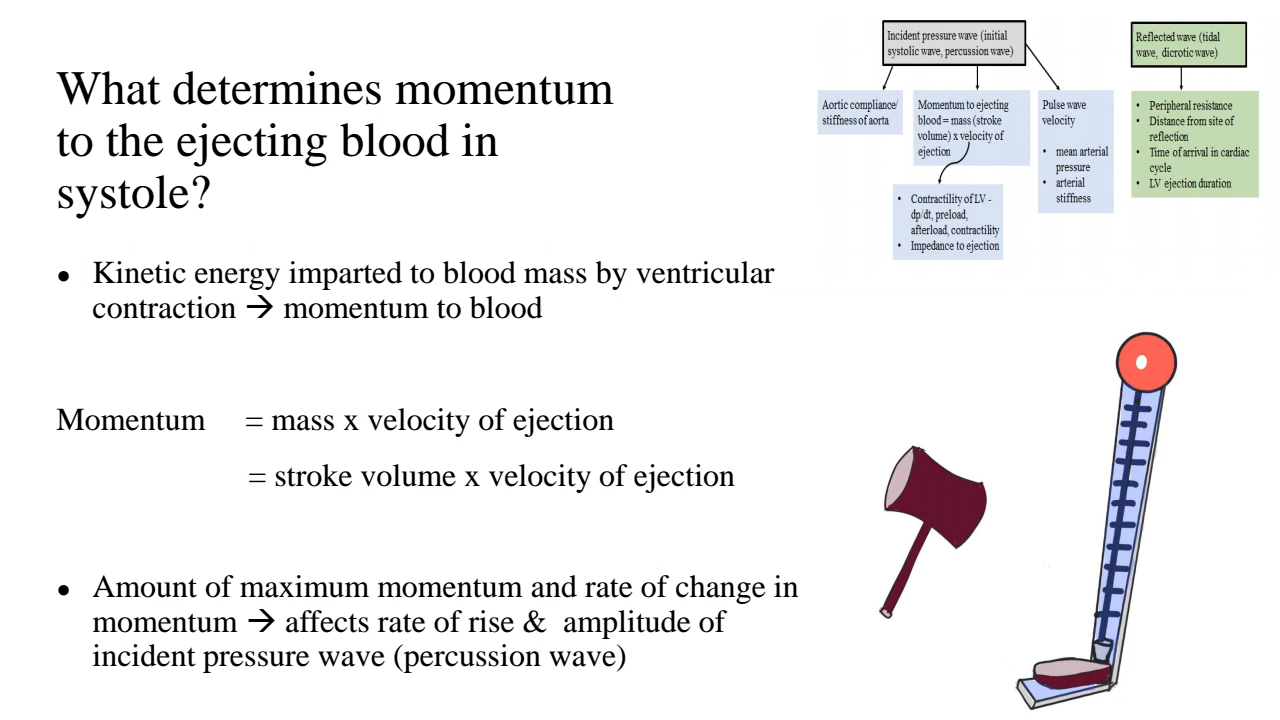 What determines momentum
to the ejecting blood in
systole?
● Kinetic energy imparted to blood mass by ventricular
contraction → momentum to blood
Momentum = mass x velocity of ejection
= stroke volume x velocity of ejection
● Amount of maximum momentum and rate of change in
momentum → affects rate of rise & amplitude of
incident pressure wave (percussion wave)
Incident pressure wave (initial
systolic wave, percussion wave)
Aortic compliance/
stiffness of aorta
Momentum to ejecting
blood = mass (stroke
volume) x velocity of
ejection
• Contractility of LV -
dp/dt, preload,
afterload, contractility
• Impedance to ejection
Pulse wave
velocity
• mean arterial
pressure
• arterial
stiffness
Reflected wave (tidal
wave, dicrotic wave)
• Peripheral resistance
• Distance from site of
reflection
• Time of arrival in cardiac
cycle
• LV ejection duration